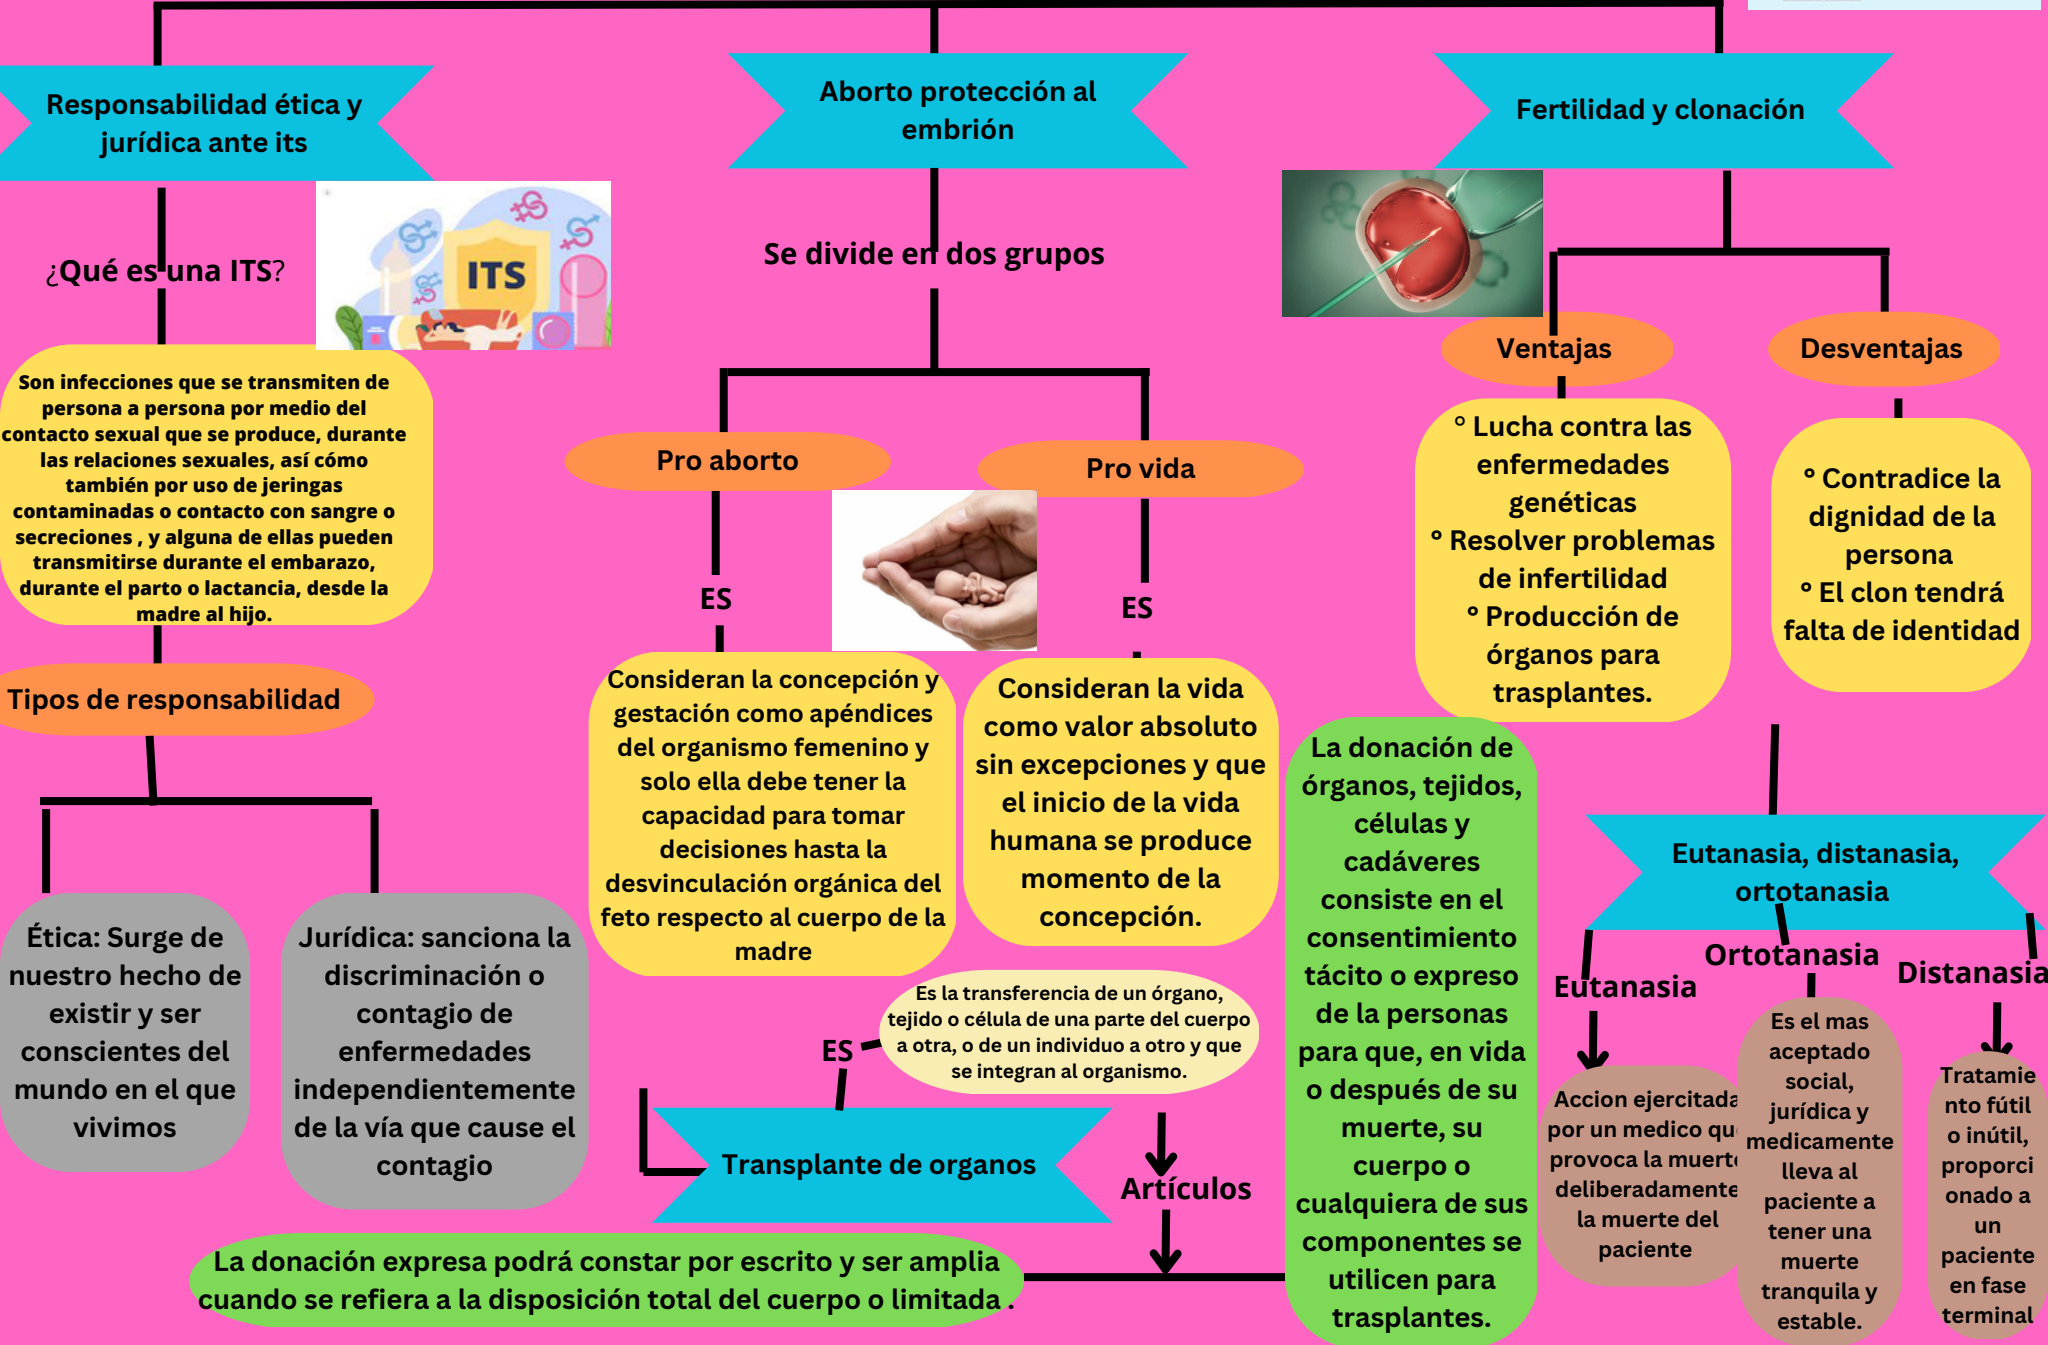 Responsabilidad ética y
jurídica ante its
Aborto protección al
embrión
Fertilidad y clonación
¿Qué es una ITS?
ITS
Son infecciones que se transmiten de
persona a persona por medio del
contacto sexual que se produce, durante
las relaciones sexuales, así cómo
también por uso de jeringas
contaminadas o contacto con sangre o
secreciones , y alguna de ellas pueden
transmitirse durante el embarazo,
durante el parto o lactancia, desde la
madre al hijo.
Tipos de responsabilidad
Ética: Surge de
nuestro hecho de
existir y ser
conscientes del
mundo en el que
vivimos
Jurídica: sanciona la
discriminación o
contagio de
enfermedades
independientemente
de la vía que cause el
contagio
Se divide en dos grupos
Pro aborto
ES
Consideran la concepción y
gestación como apéndices
del organismo femenino y
solo ella debe tener la
capacidad para tomar
decisiones hasta la
desvinculación orgánica del
feto respecto al cuerpo de la
madre
Pro vida
ES
Consideran la vida
como valor absoluto
sin excepciones y que
el inicio de la vida
humana se produce
momento de la
concepción.
Ventajas
° Lucha contra las
enfermedades
genéticas
° Resolver problemas
de infertilidad
° Producción de
órganos para
trasplantes.
Desventajas
° Contradice la
dignidad de la
persona
° El clon tendrá
falta de identidad
Transplante de organos
ES
Es la transferencia de un órgano,
tejido o célula de una parte del cuerpo
a otra, o de un individuo a otro y que
se integran al organismo.
Artículos
La donación expresa podrá constar por escrito y ser amplia
cuando se refiera a la disposición total del cuerpo o limitada .
La donación de
órganos, tejidos,
células y
cadáveres
consiste en el
consentimiento
tácito o expreso
de la personas
para que, en vida
o después de su
muerte, su
cuerpo o
cualquiera de sus
componentes se
utilicen para
trasplantes.
Eutanasia, distanasia,
ortotanasia
Eutanasia
Accion ejercitada
por un medico que
provoca la muerte
deliberadamente
la muerte del
paciente
Ortotanasia
Es el mas
aceptado
social,
jurídica y
medicamente
lleva al
paciente a
tener una
muerte
tranquila y
estable.
Distanasia
Tratamie
nto fútil
o inútil,
proporci
onado a
un
paciente
en fase
terminal